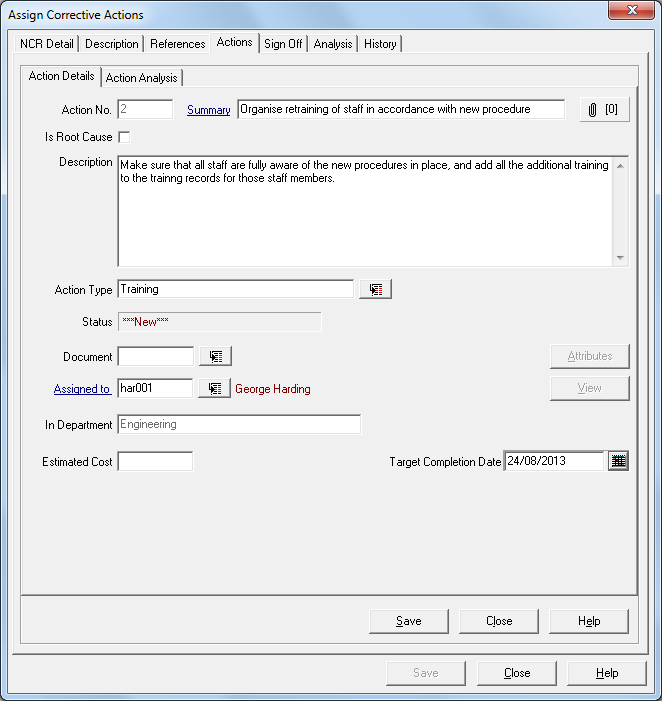 Assign Corrective Actions
NCR Detail Description References Actions Sign Off Analysis History
Action Details Action Analysis
Action No. 2 Summary Organise retraining of staff in accordance with new procedure [0]
Is Root Cause
Description Make sure that all staff are fully aware of the new procedures in place, and add all the additional training
to the trainng records for those staff members.
Action Type Training
Status ***New***
Document Attributes
Assigned to har001 George Harding View
In Department Engineering
Estimated Cost Target Completion Date 24/08/2013
Save Close Help
Save Close Help